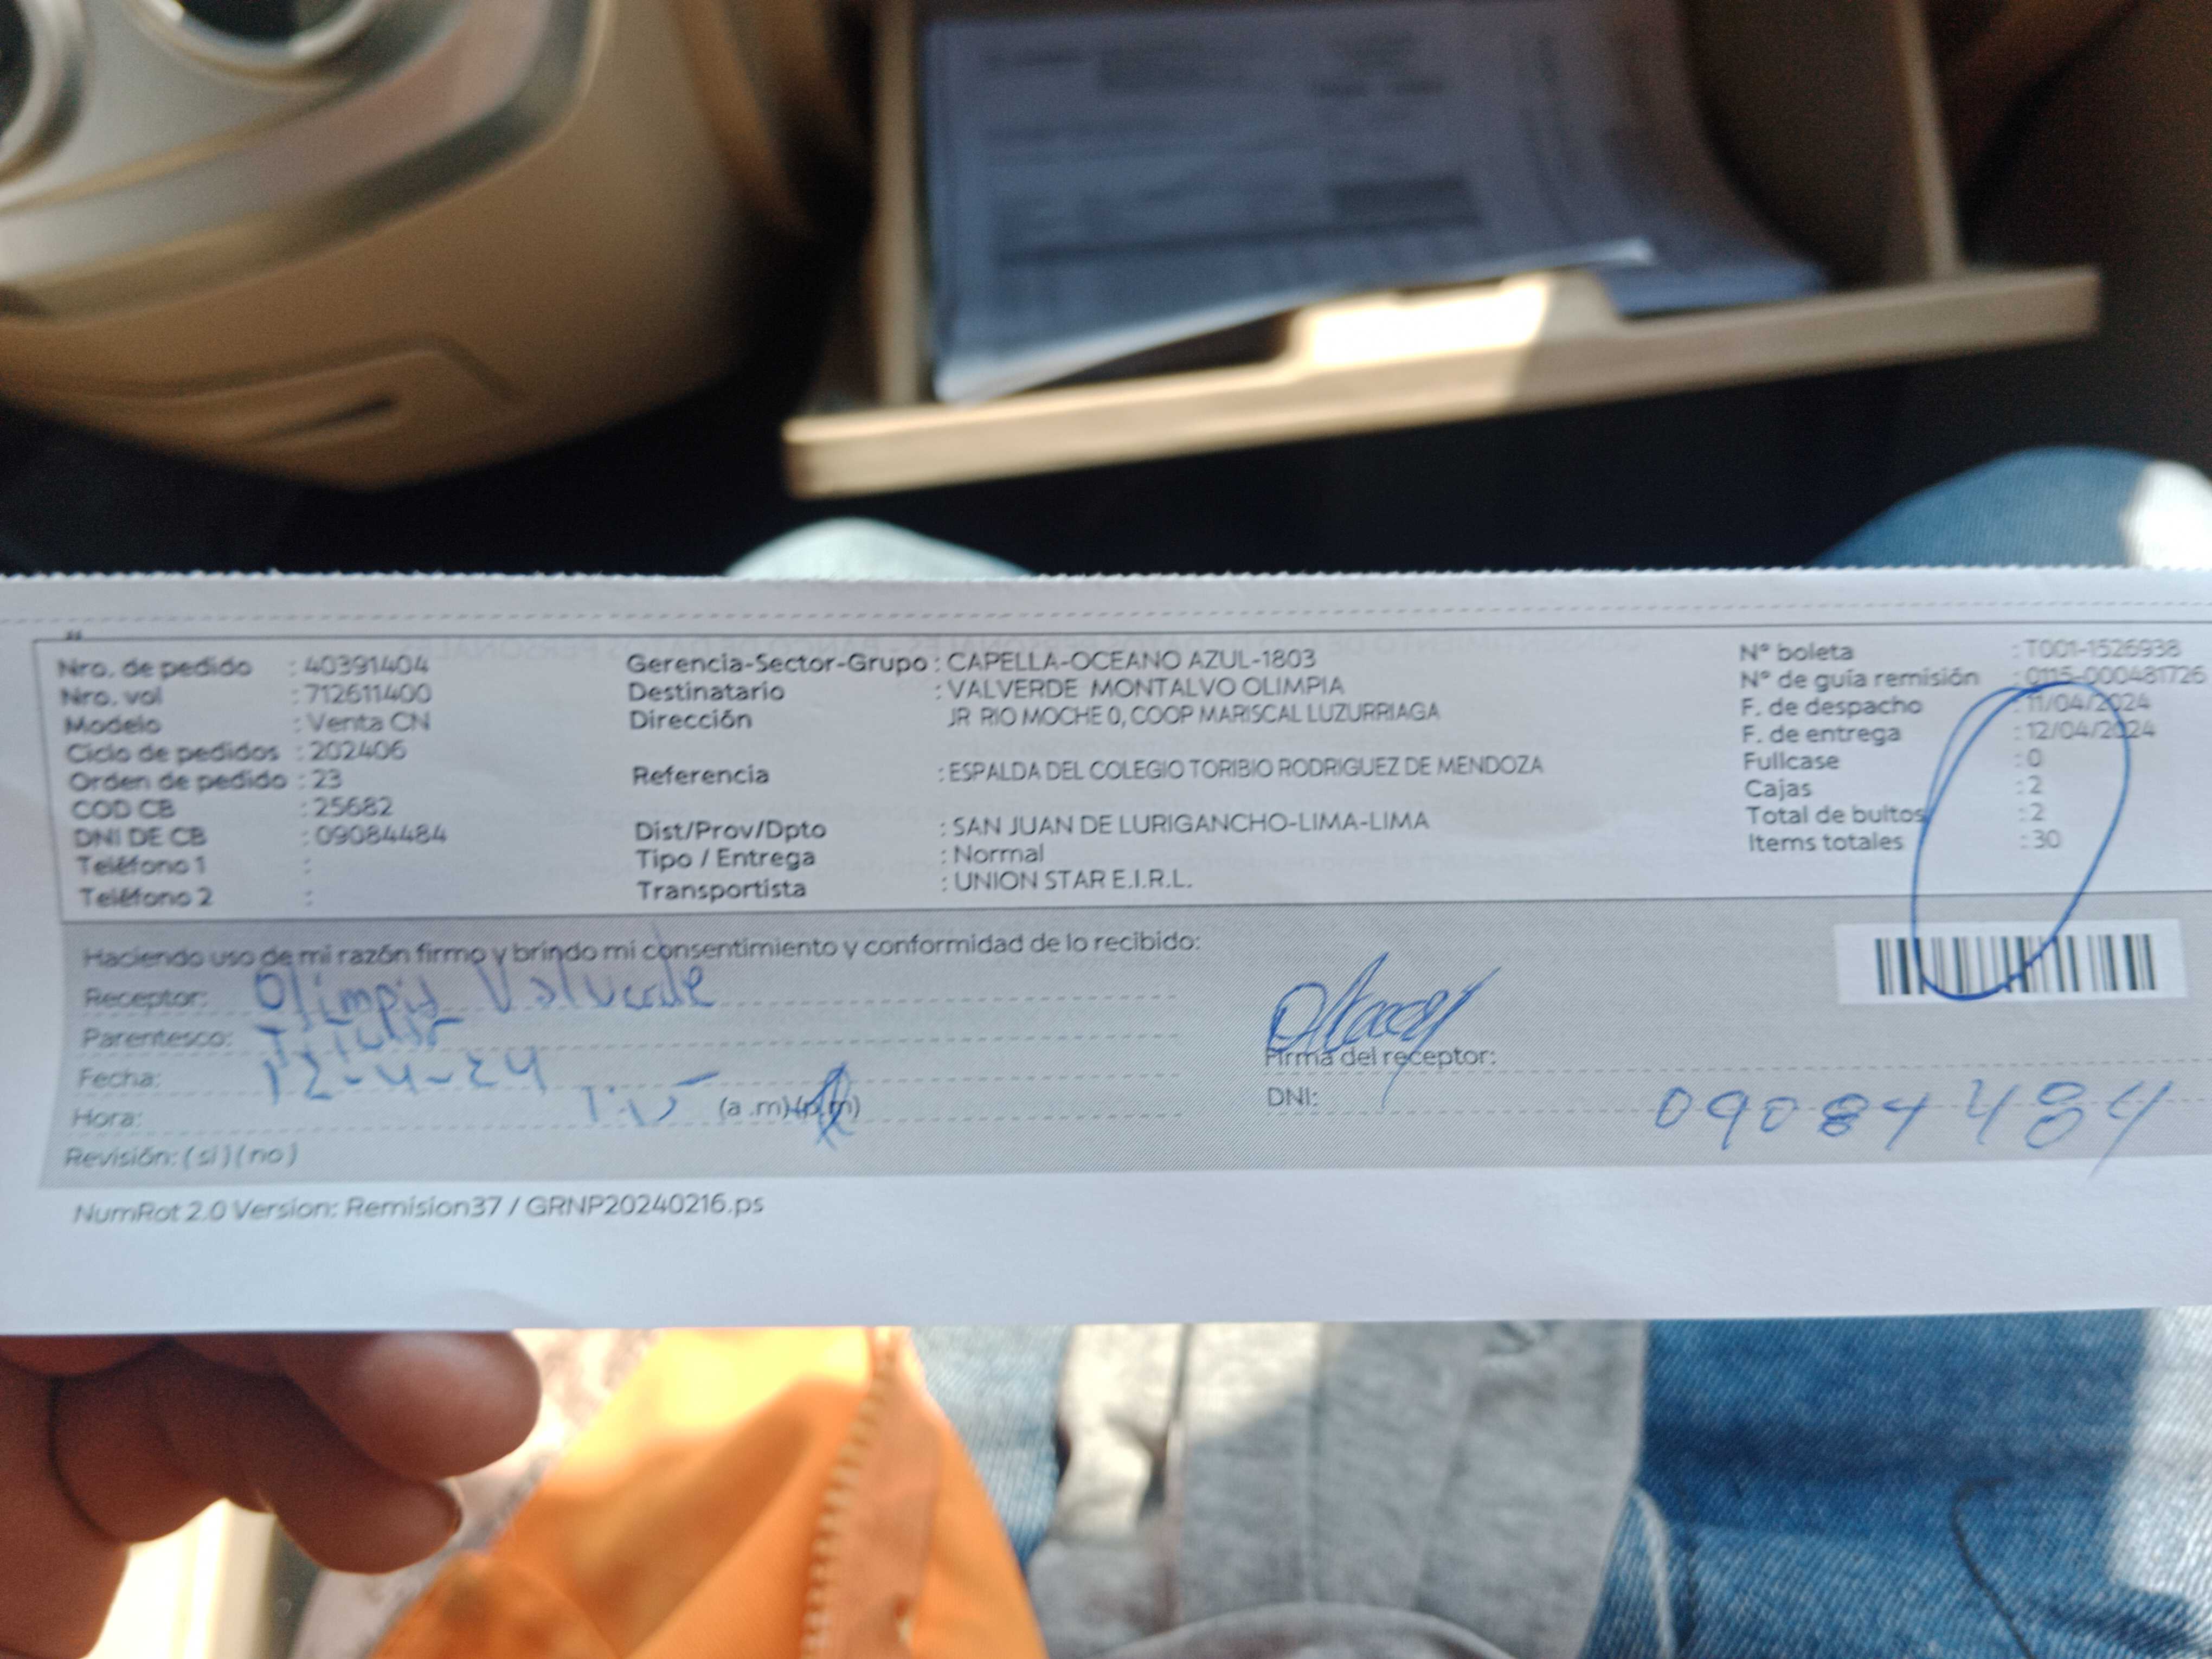 Nro. de pedido : 40391404
Nro. vol : 712611400
Modelo : Venta CN
Ciclo de pedidos : 202406
Orden de pedido : 23
COD CB : 25682
DNI DE CB : 09084484
Teléfono 1 :
Teléfono 2 :
Gerencia-Sector-Grupo : CAPELLA-OCEANO AZUL-1803
Destinatario : VALVERDE MONTALVO OLIMPIA
Dirección JR RIO MOCHE 0, COOP MARISCAL LUZURRIAGA
Referencia : ESPALDA DEL COLEGIO TORIBIO RODRIGUEZ DE MENDOZA
Dist/Prov/Dpto : SAN JUAN DE LURIGANCHO-LIMA-LIMA
Tipo / Entrega : Normal
Transportista : UNION STAR E.I.R.L.
N° boleta : T001-1526938
N° de guía remisión : 0115-000481726
F. de despacho : 11/04/2024
F. de entrega : 12/04/2024
Fullcase : 0
Cajas : 2
Total de bultos : 2
Items totales : 30
Haciendo uso de mi razón firmo y brindo mi consentimiento y conformidad de lo recibido:
Receptor: Olimpia Valverde
Parentesco: Titular
Fecha: 12-4-24
Hora: (a .m) (p.m)
Revisión: ( si ) ( no )
Firma del receptor:
DNI: 09084484
NumRot 2.0 Version: Remision37 / GRNP20240216.ps